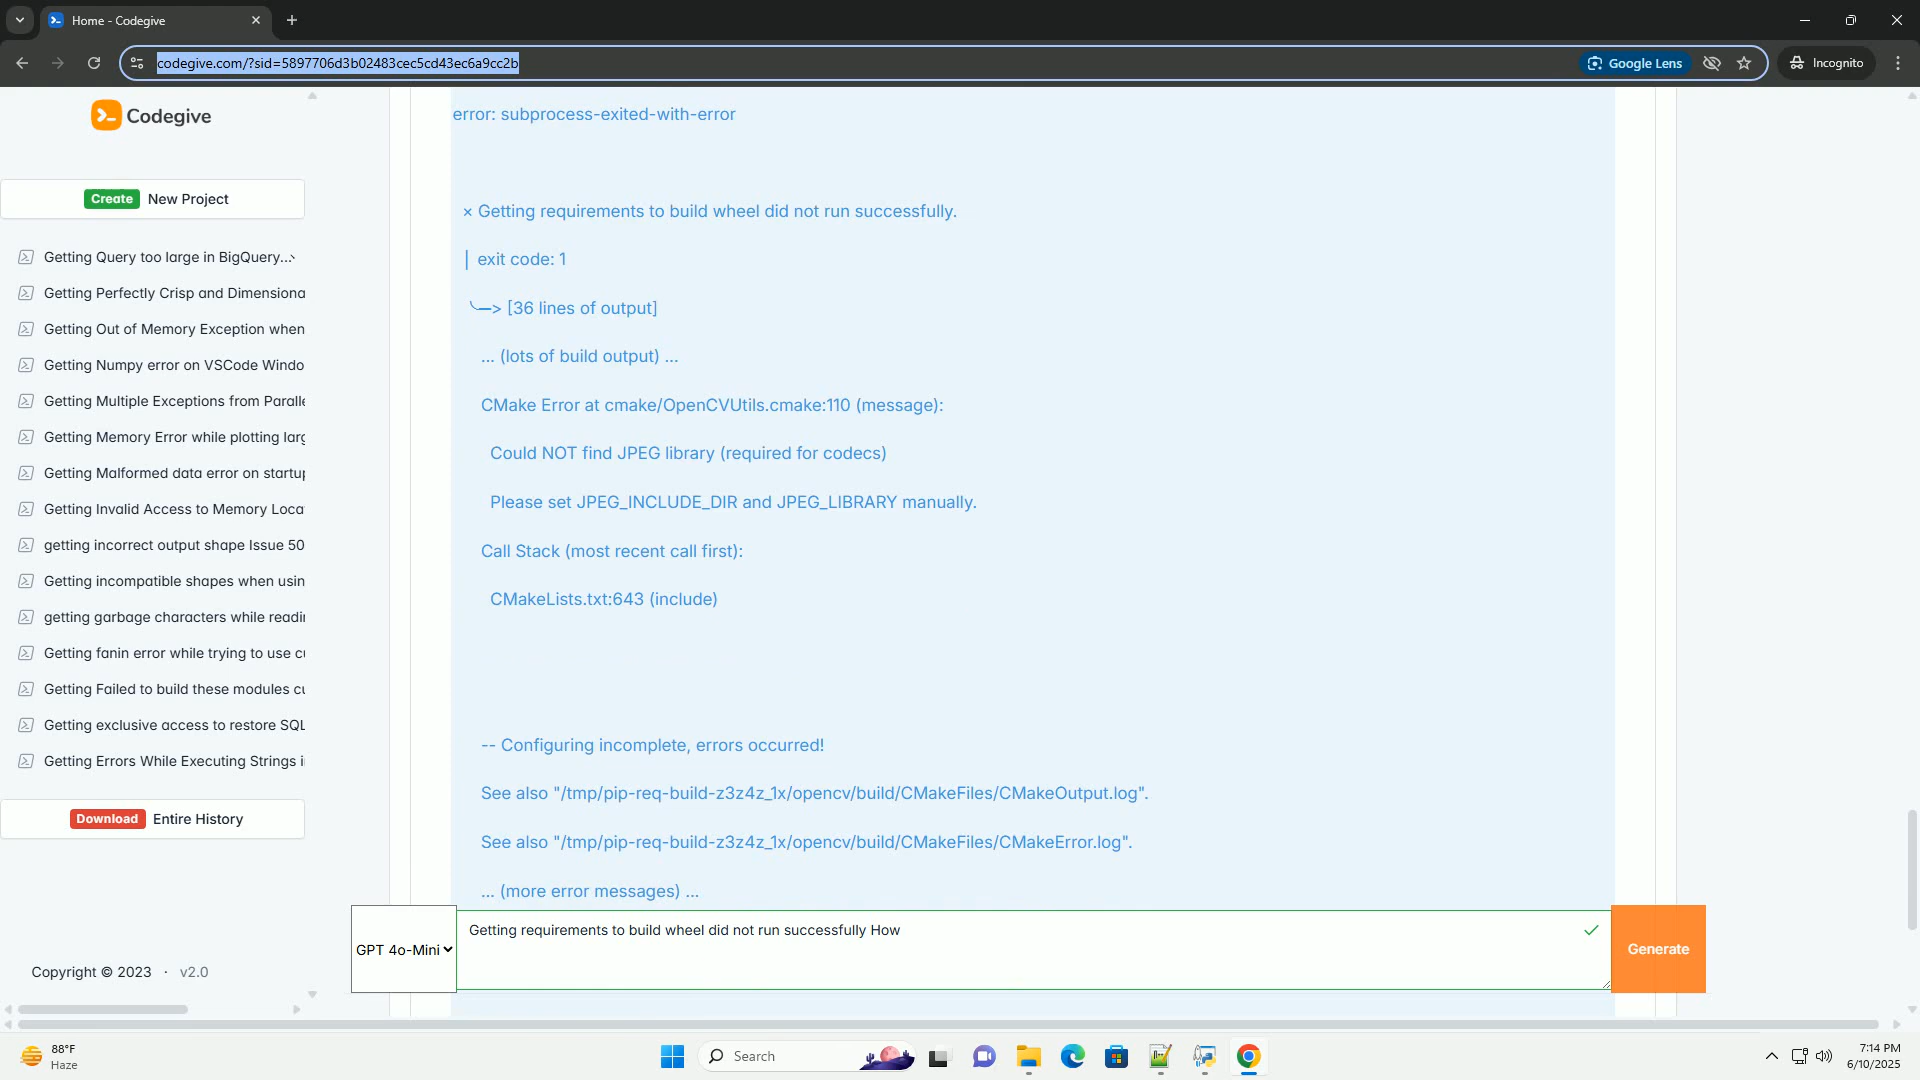 Home - Codegive
codegive.com/?sid=5897706d3b02483cec5cd43ec6a9cc2b
Google Lens
Incognito
Codegive
Create New Project
Getting Query too large in BigQuery...
Getting Perfectly Crisp and Dimensiona
Getting Out of Memory Exception when
Getting Numpy error on VSCode Windo
Getting Multiple Exceptions from Paralle
Getting Memory Error while plotting larg
Getting Malformed data error on startup
Getting Invalid Access to Memory Loca
getting incorrect output shape Issue 50
Getting incompatible shapes when usin
getting garbage characters while readin
Getting fanin error while trying to use cu
Getting Failed to build these modules cu
Getting exclusive access to restore SQL
Getting Errors While Executing Strings i
Download Entire History
Copyright © 2023 · v2.0
error: subprocess-exited-with-error
× Getting requirements to build wheel did not run successfully.
│ exit code: 1
╰─> [36 lines of output]
... (lots of build output) ...
CMake Error at cmake/OpenCVUtils.cmake:110 (message):
Could NOT find JPEG library (required for codecs)
Please set JPEG_INCLUDE_DIR and JPEG_LIBRARY manually.
Call Stack (most recent call first):
CMakeLists.txt:643 (include)
-- Configuring incomplete, errors occurred!
See also "/tmp/pip-req-build-z3z4z_1x/opencv/build/CMakeFiles/CMakeOutput.log".
See also "/tmp/pip-req-build-z3z4z_1x/opencv/build/CMakeFiles/CMakeError.log".
... (more error messages) ...
GPT 4o-Mini
Getting requirements to build wheel did not run successfully How
Generate
88°F
Haze
Search
7:14 PM
6/10/2025